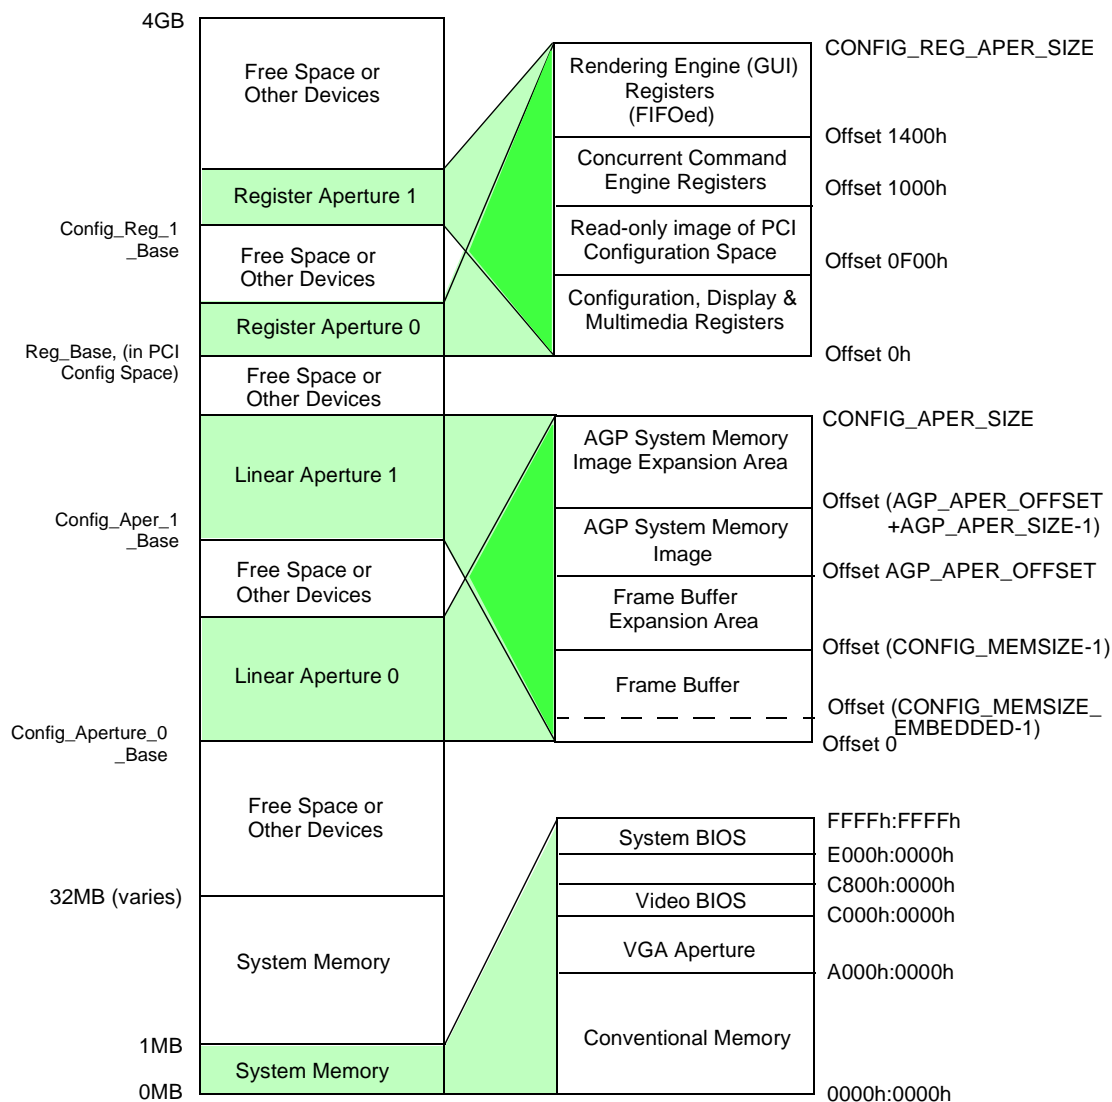 4GB
Free Space or
Other Devices
Register Aperture 1
Config_Reg_1
_Base
Free Space or
Other Devices
Register Aperture 0
Reg_Base, (in PCI
Config Space)
Free Space or
Other Devices
Linear Aperture 1
Config_Aper_1
_Base
Free Space or
Other Devices
Linear Aperture 0
Config_Aperture_0
_Base
Free Space or
Other Devices
32MB (varies)
System Memory
1MB
System Memory
0MB
CONFIG_REG_APER_SIZE
Rendering Engine (GUI)
Registers
(FIFOed)
Offset 1400h
Concurrent Command
Engine Registers
Offset 1000h
Read-only image of PCI
Configuration Space
Offset 0F00h
Configuration, Display &
Multimedia Registers
Offset 0h
CONFIG_APER_SIZE
AGP System Memory
Image Expansion Area
Offset (AGP_APER_OFFSET
+AGP_APER_SIZE-1)
AGP System Memory
Image
Offset AGP_APER_OFFSET
Frame Buffer
Expansion Area
Offset (CONFIG_MEMSIZE-1)
Frame Buffer
Offset (CONFIG_MEMSIZE_
EMBEDDED-1)
Offset 0
FFFFh:FFFFh
System BIOS
E000h:0000h
C800h:0000h
Video BIOS
C000h:0000h
VGA Aperture
A000h:0000h
Conventional Memory
0000h:0000h